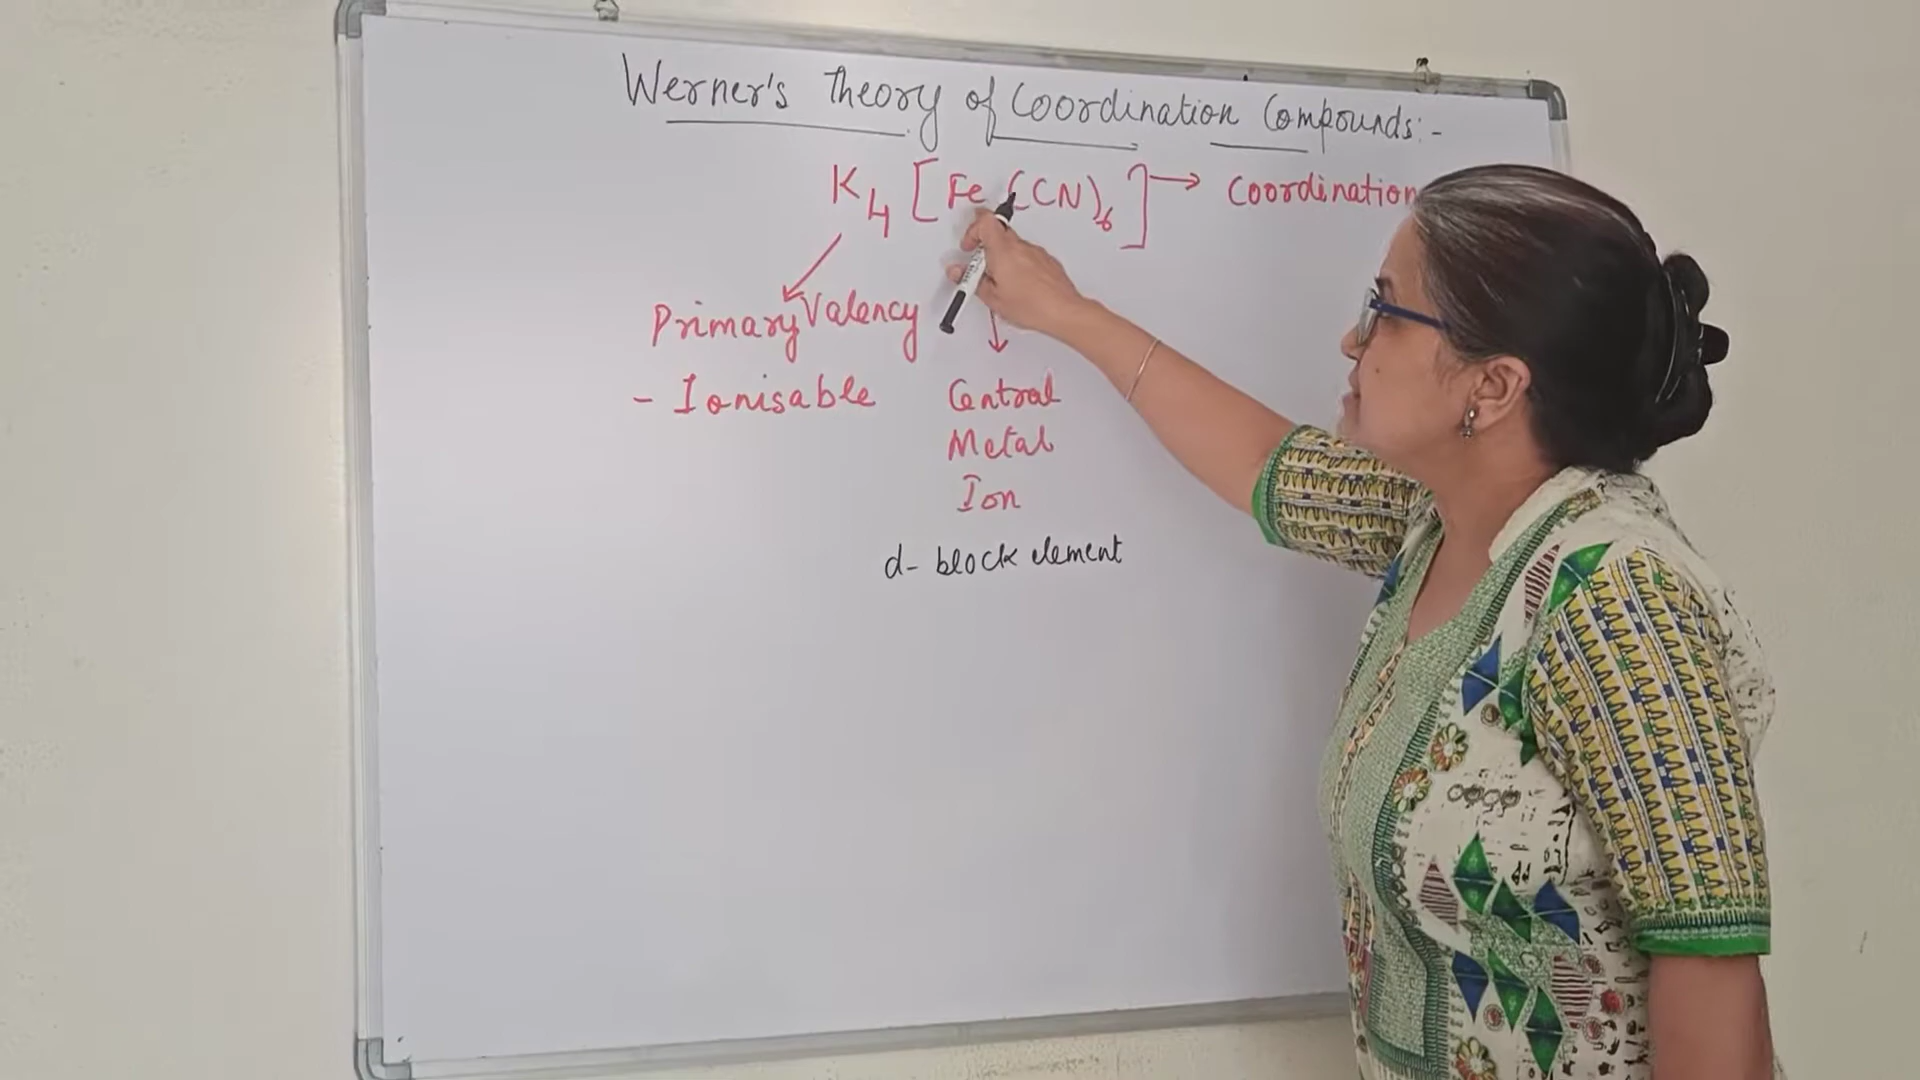 Werner's Theory of Coordination Compounds:-
K4 [Fe(CN)6] → Coordination
Primary Valency
- Ionisable
Central
Metal
Ion
d- block element